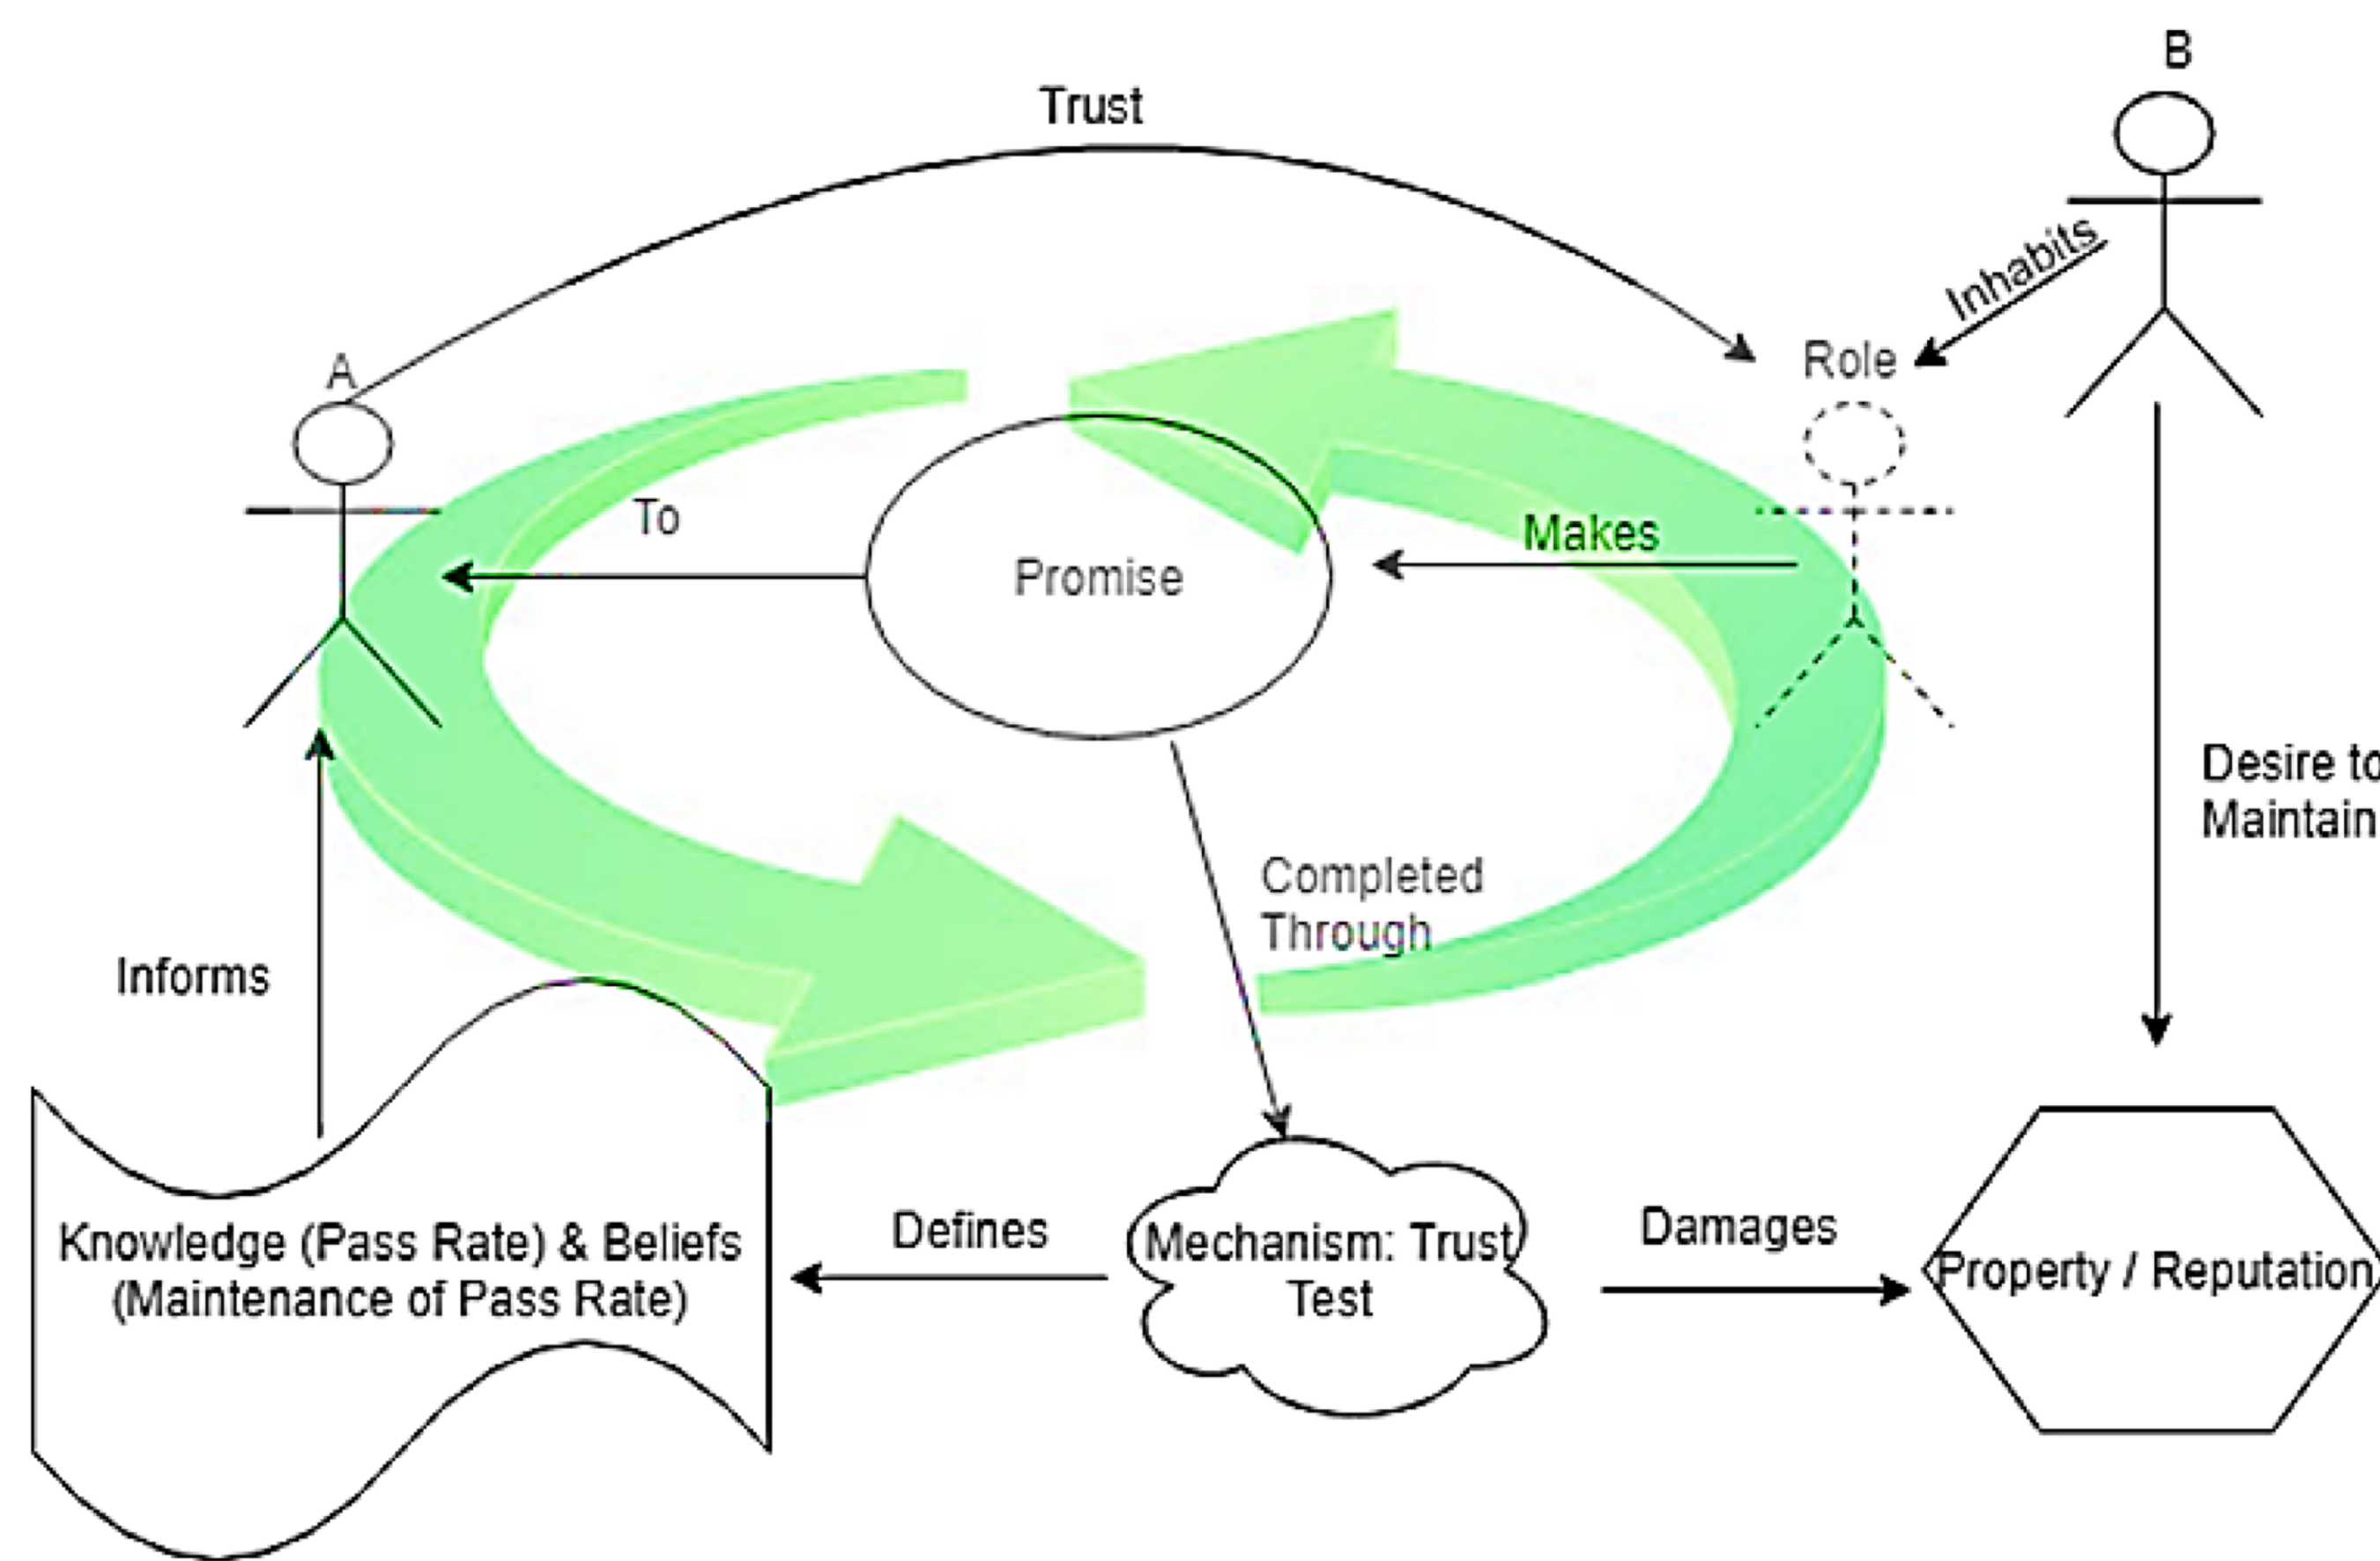 B
Trust
Inhabits
A
Role
To
Makes
Promise
Desire to
Maintain
Completed
Through
Informs
Knowledge (Pass Rate) & Beliefs
(Maintenance of Pass Rate)
Defines
Mechanism: Trust
Test
Damages
Property / Reputation